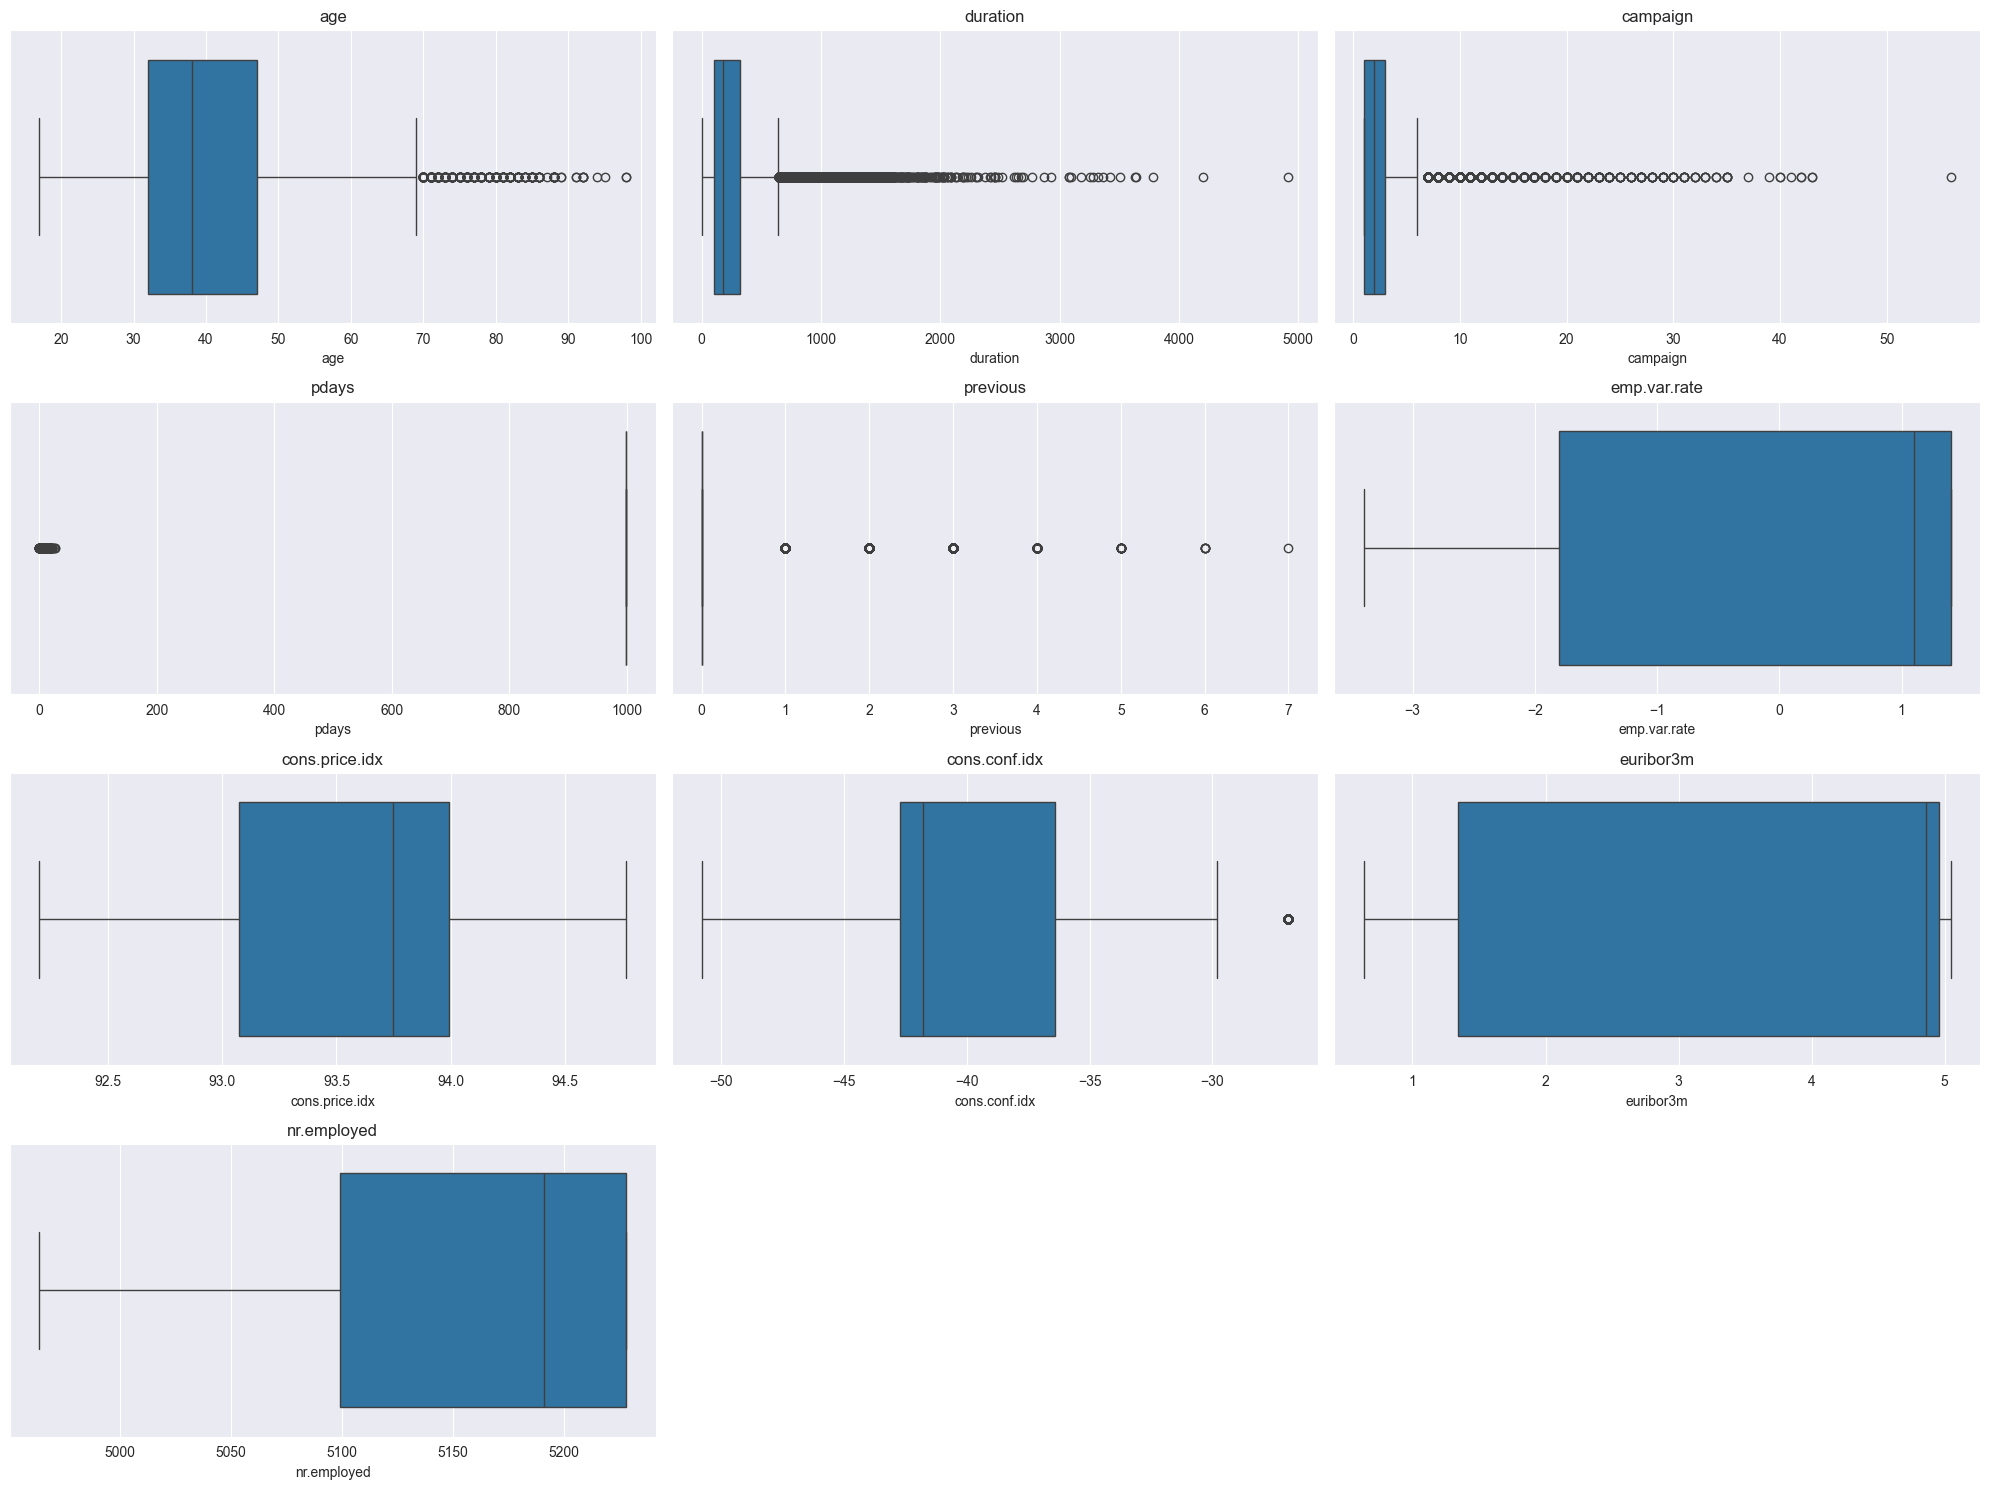 age
duration
campaign
20 30 40 50 60 70 80 90 100
0 1000 2000 3000 4000 5000
0 10 20 30 40 50
age
duration
campaign
pdays
previous
emp.var.rate
0 200 400 600 800 1000
0 1 2 3 4 5 6 7
−3 −2 −1 0 1
pdays
previous
emp.var.rate
cons.price.idx
cons.conf.idx
euribor3m
92.5 93.0 93.5 94.0 94.5
−50 −45 −40 −35 −30
1 2 3 4 5
cons.price.idx
cons.conf.idx
euribor3m
nr.employed
5000 5050 5100 5150 5200
nr.employed